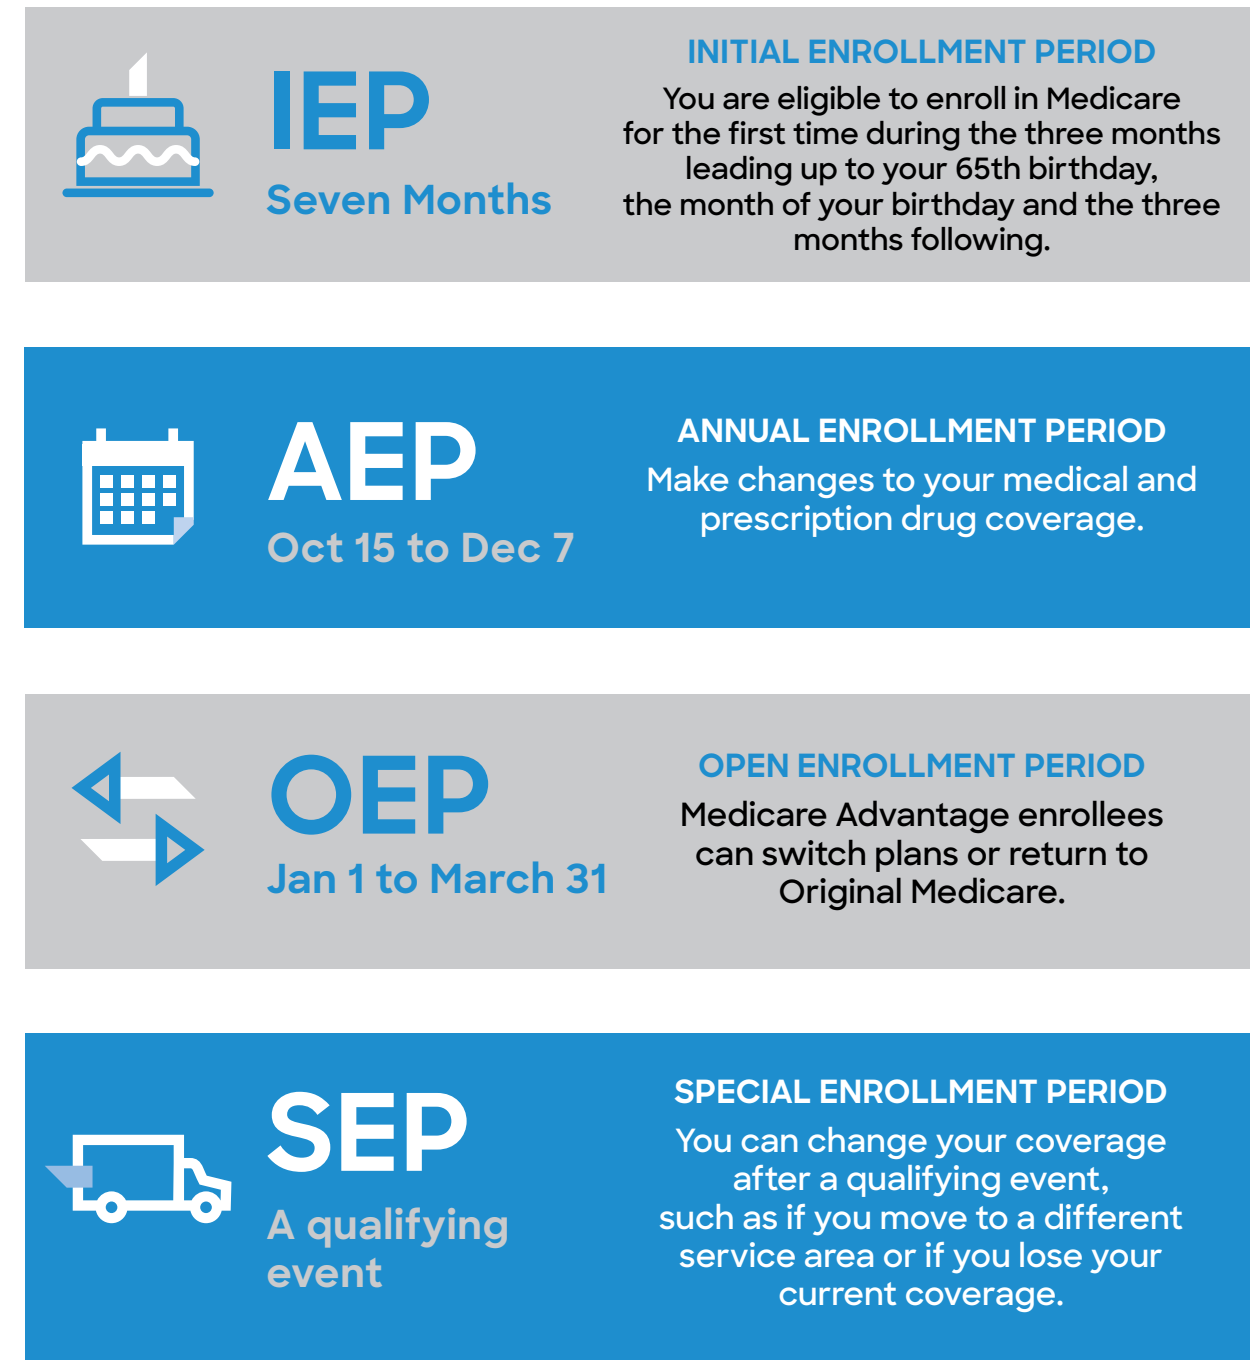 IEP
Seven Months
INITIAL ENROLLMENT PERIOD
You are eligible to enroll in Medicare
for the first time during the three months
leading up to your 65th birthday,
the month of your birthday and the three
months following.
AEP
Oct 15 to Dec 7
ANNUAL ENROLLMENT PERIOD
Make changes to your medical and
prescription drug coverage.
OEP
Jan 1 to March 31
OPEN ENROLLMENT PERIOD
Medicare Advantage enrollees
can switch plans or return to
Original Medicare.
SEP
A qualifying
event
SPECIAL ENROLLMENT PERIOD
You can change your coverage
after a qualifying event,
such as if you move to a different
service area or if you lose your
current coverage.